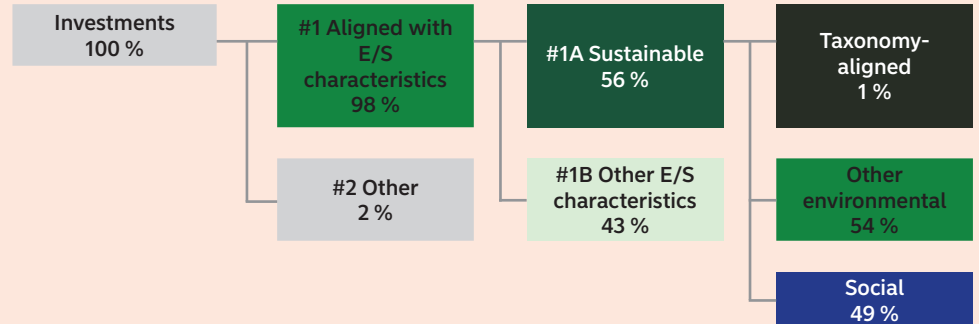 Investments
100 %
#1 Aligned with
E/S
characteristics
98 %
#2 Other
2 %
#1A Sustainable
56 %
#1B Other E/S
characteristics
43 %
Taxonomy-
aligned
1 %
Other
environmental
54 %
Social
49 %